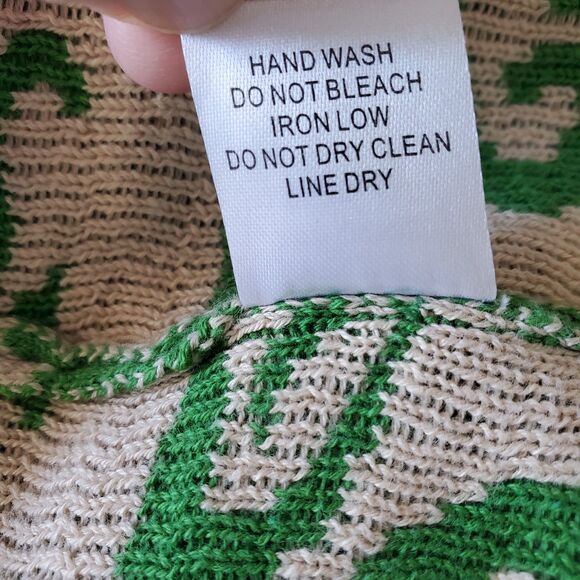 HAND WASH
DO NOT BLEACH
IRON LOW
DO NOT DRY CLEAN
LINE DRY